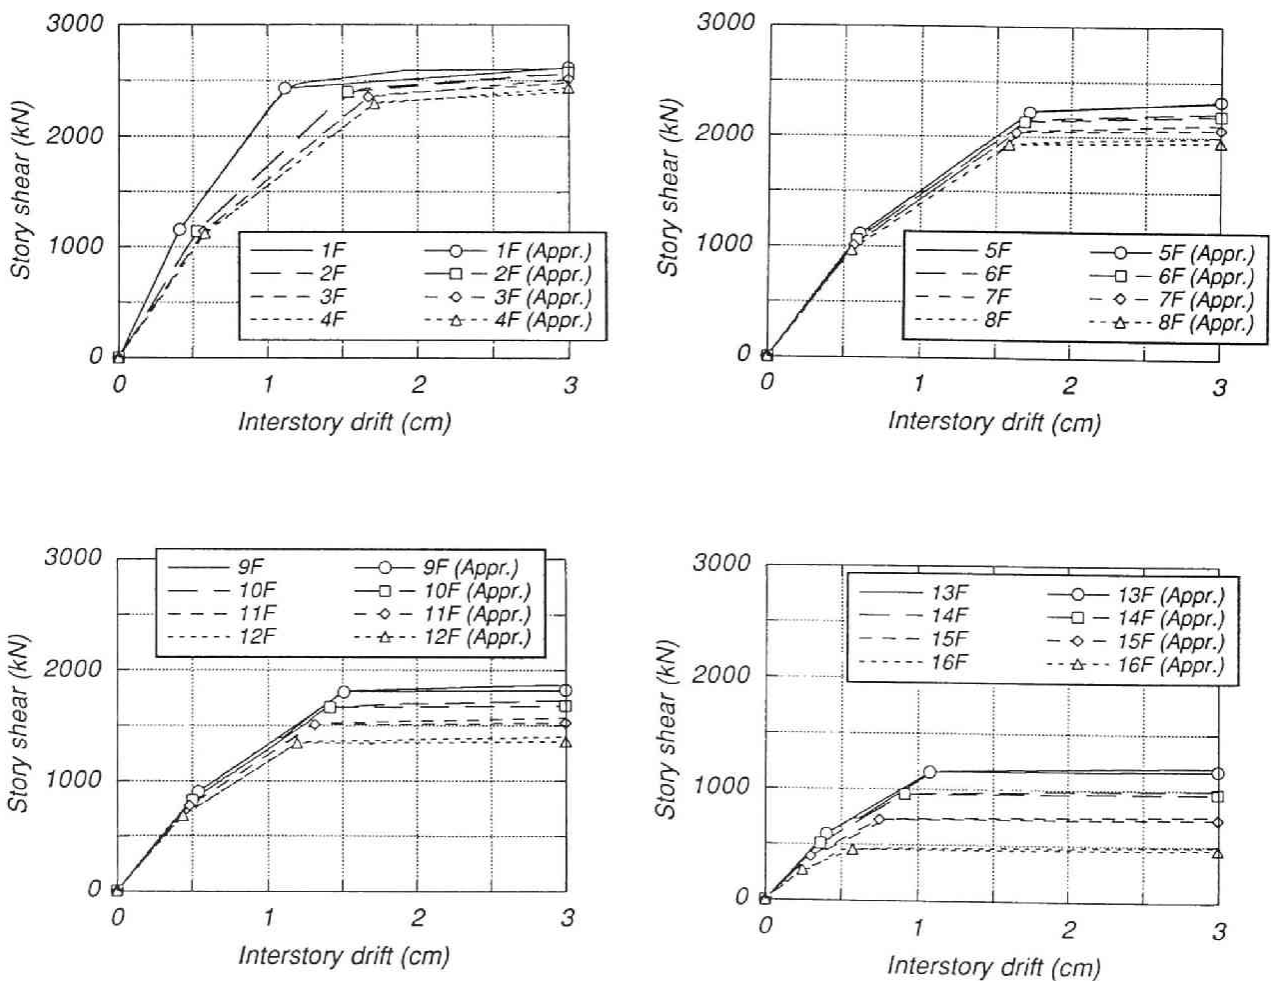 3000
2000
1000
0
Story shear (kN)
1F 1F (Appr.)
2F 2F (Appr.)
3F 3F (Appr.)
4F 4F (Appr.)
0 1 2 3
Interstory drift (cm)
3000
2000
1000
0
Story shear (kN)
5F 5F (Appr.)
6F 6F (Appr.)
7F 7F (Appr.)
8F 8F (Appr.)
0 1 2 3
Interstory drift (cm)
3000
2000
1000
0
Story shear (kN)
9F 9F (Appr.)
10F 10F (Appr.)
11F 11F (Appr.)
12F 12F (Appr.)
0 1 2 3
Interstory drift (cm)
3000
2000
1000
0
Story shear (kN)
13F 13F (Appr.)
14F 14F (Appr.)
15F 15F (Appr.)
16F 16F (Appr.)
0 1 2 3
Interstory drift (cm)